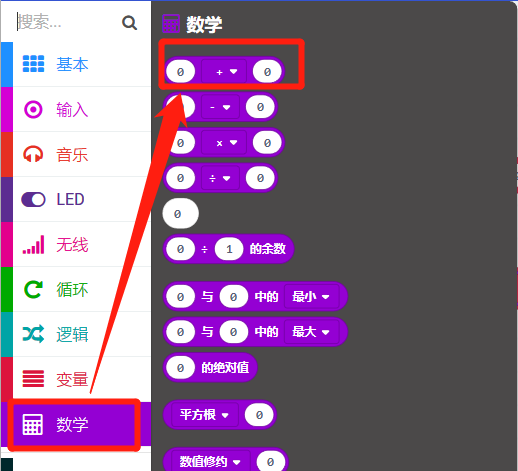 搜索...
基本
输入
音乐
LED
无线
循环
逻辑
变量
数学
数学
0 + 0
- 0
0 x 0
0 ÷ 0
0
0 ÷ 1 的余数
0 与 0 中的 最小
0 与 0 中的 最大
0 的绝对值
平方根 0
数值修约 0